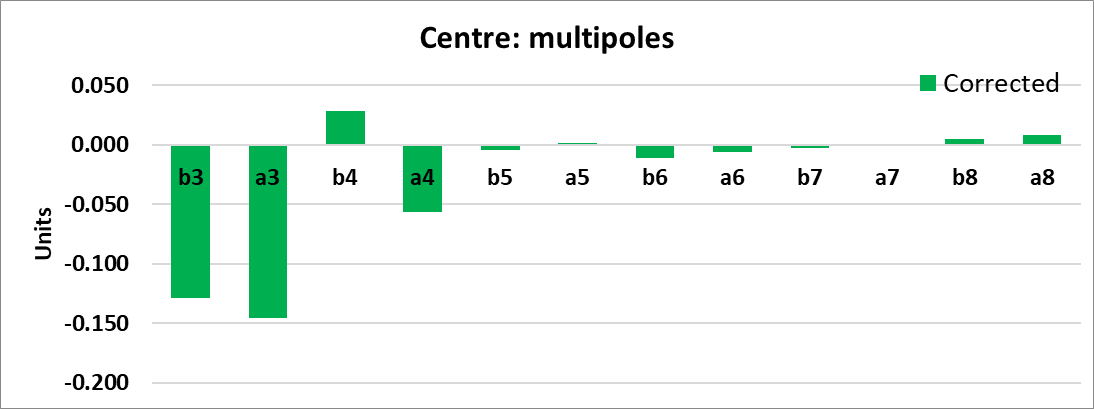 Centre: multipoles
Corrected
0.050
0.000
-0.050
-0.100
-0.150
-0.200
Units
b3 a3 b4 a4 b5 a5 b6 a6 b7 a7 b8 a8